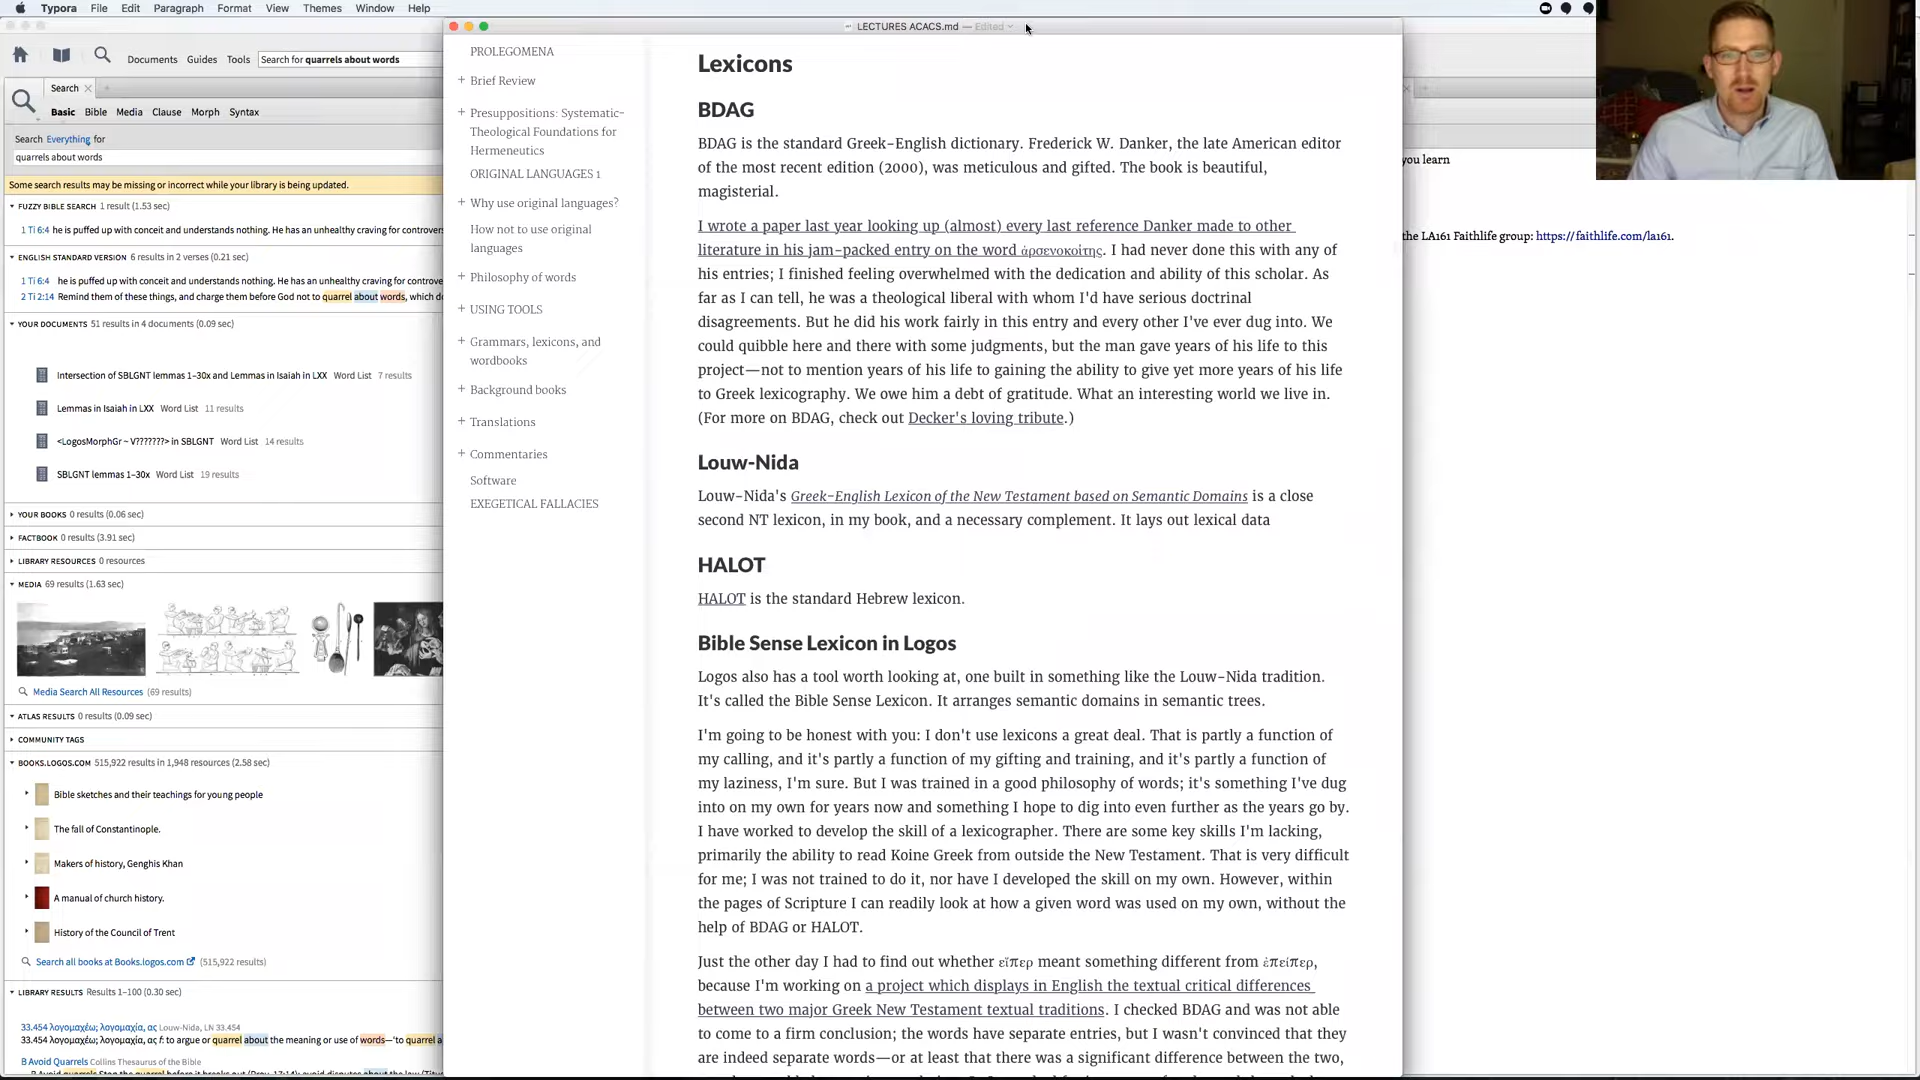 Typora File Edit Paragraph Format View Themes Window Help
LECTURES ACACS.md — Edited
Documents Guides Tools Search for quarrels about words
Search
Basic Bible Media Clause Morph Syntax
Search Everything for
quarrels about words
Some search results may be missing or incorrect while your library is being updated.
FUZZY BIBLE SEARCH 1 result (1.53 sec)
1 Ti 6:4 he is puffed up with conceit and understands nothing. He has an unhealthy craving for controvers
ENGLISH STANDARD VERSION 6 results in 2 verses (0.21 sec)
1 Ti 6:4 he is puffed up with conceit and understands nothing. He has an unhealthy craving for controve
2 Ti 2:14 Remind them of these things, and charge them before God not to quarrel about words, which do
YOUR DOCUMENTS 51 results in 4 documents (0.09 sec)
Intersection of SBLGNT lemmas 1–30x and Lemmas in Isaiah in LXX Word List 7 results
Lemmas in Isaiah in LXX Word List 11 results
<LogosMorphGr ~ V???????> in SBLGNT Word List 14 results
SBLGNT lemmas 1–30x Word List 19 results
YOUR BOOKS 0 results (0.06 sec)
FACTBOOK 0 results (3.91 sec)
LIBRARY RESOURCES 0 resources
MEDIA 69 results (1.63 sec)
Media Search All Resources (69 results)
ATLAS RESULTS 0 results (0.09 sec)
COMMUNITY TAGS
BOOKS.LOGOS.COM 515,922 results in 1,948 resources (2.58 sec)
Bible sketches and their teachings for young people
The fall of Constantinople.
Makers of history, Genghis Khan
A manual of church history.
History of the Council of Trent
Search all books at Books.logos.com (515,922 results)
LIBRARY RESULTS Results 1–100 (0.30 sec)
33.454 λογομαχέω; λογομαχία, ας Louw-Nida, LN 33.454
33.454 λογομαχέω; λογομαχία, ας f: to argue or quarrel about the meaning or use of words—‘to quarrel a
B Avoid Quarrels Collins Thesaurus of the Bible
PROLEGOMENA
+ Brief Review
+ Presuppositions: Systematic-
Theological Foundations for
Hermeneutics
ORIGINAL LANGUAGES 1
+ Why use original languages?
How not to use original
languages
+ Philosophy of words
+ USING TOOLS
+ Grammars, lexicons, and
wordbooks
+ Background books
+ Translations
+ Commentaries
Software
EXEGETICAL FALLACIES
Lexicons
BDAG
BDAG is the standard Greek-English dictionary. Frederick W. Danker, the late American editor
of the most recent edition (2000), was meticulous and gifted. The book is beautiful,
magisterial.
I wrote a paper last year looking up (almost) every last reference Danker made to other
literature in his jam-packed entry on the word ἀρσενοκοίτης. I had never done this with any of
his entries; I finished feeling overwhelmed with the dedication and ability of this scholar. As
far as I can tell, he was a theological liberal with whom I'd have serious doctrinal
disagreements. But he did his work fairly in this entry and every other I've ever dug into. We
could quibble here and there with some judgments, but the man gave years of his life to this
project—not to mention years of his life to gaining the ability to give yet more years of his life
to Greek lexicography. We owe him a debt of gratitude. What an interesting world we live in.
(For more on BDAG, check out Decker's loving tribute.)
Louw-Nida
Louw-Nida's Greek-English Lexicon of the New Testament based on Semantic Domains is a close
second NT lexicon, in my book, and a necessary complement. It lays out lexical data
HALOT
HALOT is the standard Hebrew lexicon.
Bible Sense Lexicon in Logos
Logos also has a tool worth looking at, one built in something like the Louw-Nida tradition.
It's called the Bible Sense Lexicon. It arranges semantic domains in semantic trees.
I'm going to be honest with you: I don't use lexicons a great deal. That is partly a function of
my calling, and it's partly a function of my gifting and training, and it's partly a function of
my laziness, I'm sure. But I was trained in a good philosophy of words; it's something I've dug
into on my own for years now and something I hope to dig into even further as the years go by.
I have worked to develop the skill of a lexicographer. There are some key skills I'm lacking,
primarily the ability to read Koine Greek from outside the New Testament. That is very difficult
for me; I was not trained to do it, nor have I developed the skill on my own. However, within
the pages of Scripture I can readily look at how a given word was used on my own, without the
help of BDAG or HALOT.
Just the other day I had to find out whether εἴπερ meant something different from ἐπείπερ,
because I'm working on a project which displays in English the textual critical differences
between two major Greek New Testament textual traditions. I checked BDAG and was not able
to come to a firm conclusion; the words have separate entries, but I wasn't convinced that they
are indeed separate words—or at least that there was a significant difference between the two,
you learn
the LA161 Faithlife group: https://faithlife.com/la161.